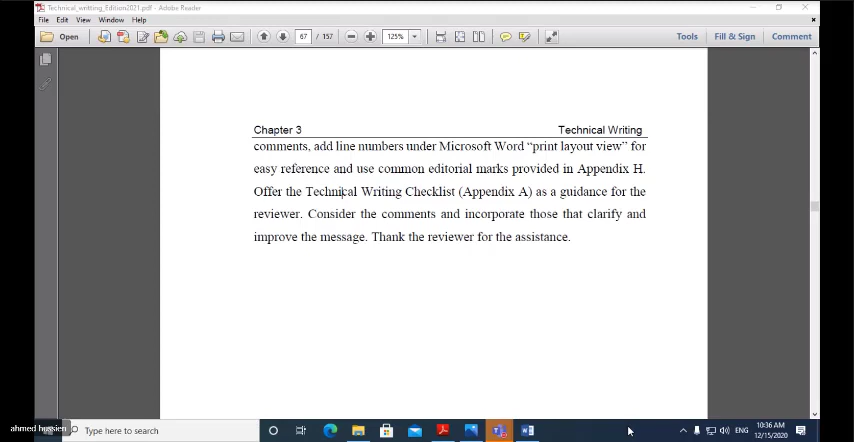 Technical_writting_Edition2021.pdf - Adobe Reader
File Edit View Window Help
Open 67 / 157 125% Tools Fill & Sign Comment
Chapter 3 Technical Writing
comments, add line numbers under Microsoft Word “print layout view” for
easy reference and use common editorial marks provided in Appendix H.
Offer the Technical Writing Checklist (Appendix A) as a guidance for the
reviewer. Consider the comments and incorporate those that clarify and
improve the message. Thank the reviewer for the assistance.
ahmed hussien
Type here to search
ENG
10:36 AM
12/15/2020